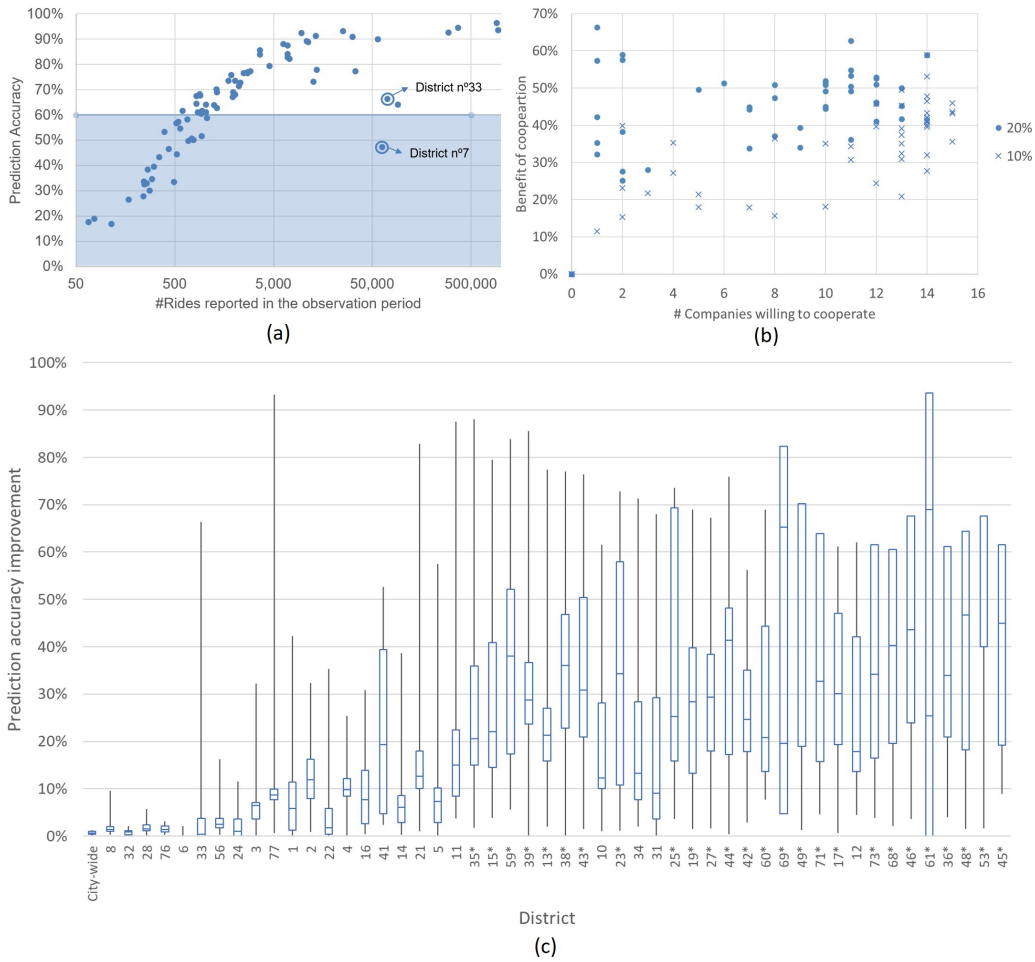 100%
90%
80%
70%
60%
50%
40%
30%
20%
10%
0%
Prediction Accuracy
District nº33
District nº7
50 500 5,000 50,000 500,000
#Rides reported in the observation period
(a)
70%
60%
50%
40%
30%
20%
10%
0%
Benefit of coopeartion
20%
10%
0 2 4 6 8 10 12 14 16
# Companies willing to cooperate
(b)
100%
90%
80%
70%
60%
50%
40%
30%
20%
10%
0%
Prediction accuracy improvement
City-wide 8 32 28 76 6 33 56 24 3 77 1 2 22 4 16 41 14 21 5 11 35* 15* 59* 39* 13* 38* 43* 10 23* 34 31 25* 19* 27* 44* 42* 60* 69* 49* 71* 17* 12 73* 68* 46* 61* 36* 48* 53* 45*
District
(c)